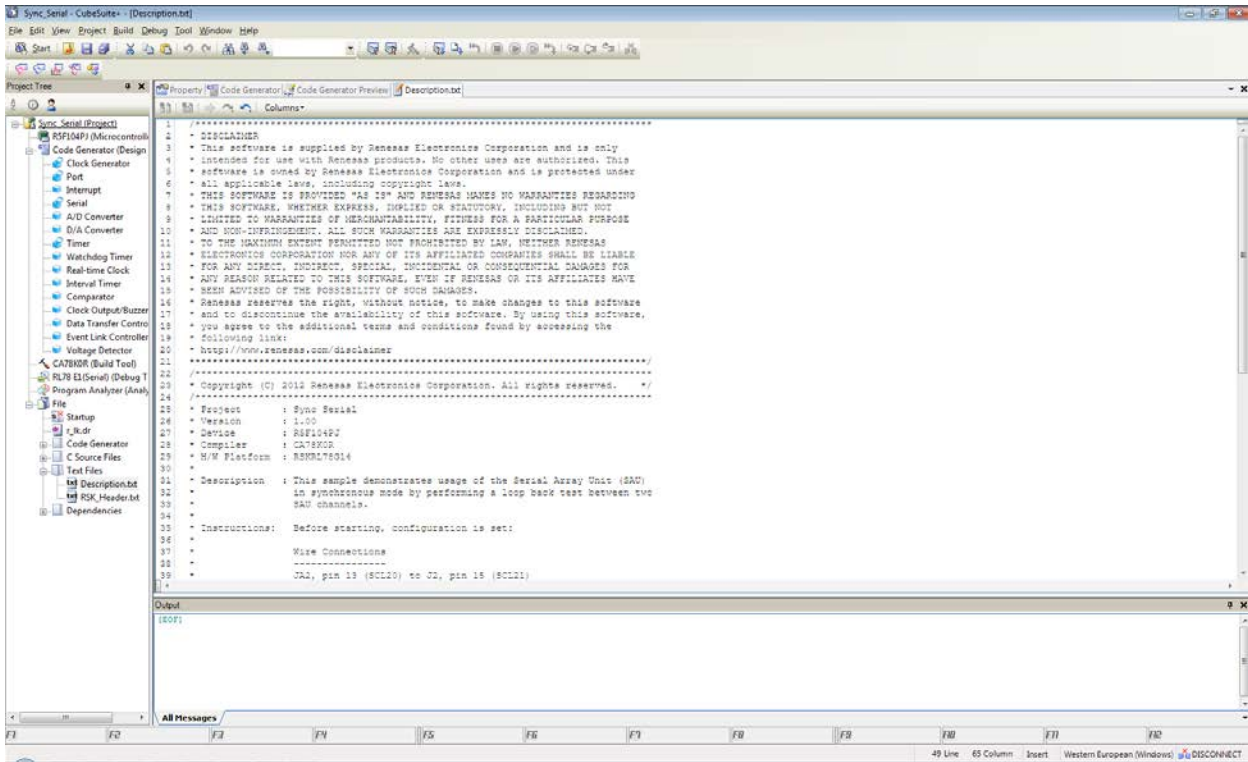 Sync_Serial - CubeSuite+ - [Description.txt]
File Edit View Project Build Debug Tool Window Help
Start
Project Tree
Property Code Generator Code Generator Preview Description.txt
Columns
Sync_Serial (Project)
R5F104PJ (Microcontrolle
Code Generator (Design
Clock Generator
Port
Interrupt
Serial
A/D Converter
D/A Converter
Timer
Watchdog Timer
Real-time Clock
Interval Timer
Comparator
Clock Output/Buzzer
Data Transfer Contro
Event Link Controller
Voltage Detector
CA78K0R (Build Tool)
RL78 E1(Serial) (Debug T
Program Analyzer (Analy
File
Startup
r_lk.dr
Code Generator
C Source Files
Text Files
Description.txt
RSK_Header.txt
Dependencies
1 /*******************************************************************************
2 * DISCLAIMER
3 * This software is supplied by Renesas Electronics Corporation and is only
4 * intended for use with Renesas products. No other uses are authorized. This
5 * software is owned by Renesas Electronics Corporation and is protected under
6 * all applicable laws, including copyright laws.
7 * THIS SOFTWARE IS PROVIDED "AS IS" AND RENESAS MAKES NO WARRANTIES REGARDING
8 * THIS SOFTWARE, WHETHER EXPRESS, IMPLIED OR STATUTORY, INCLUDING BUT NOT
9 * LIMITED TO WARRANTIES OF MERCHANTABILITY, FITNESS FOR A PARTICULAR PURPOSE
10 * AND NON-INFRINGEMENT. ALL SUCH WARRANTIES ARE EXPRESSLY DISCLAIMED.
11 * TO THE MAXIMUM EXTENT PERMITTED NOT PROHIBITED BY LAW, NEITHER RENESAS
12 * ELECTRONICS CORPORATION NOR ANY OF ITS AFFILIATED COMPANIES SHALL BE LIABLE
13 * FOR ANY DIRECT, INDIRECT, SPECIAL, INCIDENTAL OR CONSEQUENTIAL DAMAGES FOR
14 * ANY REASON RELATED TO THIS SOFTWARE, EVEN IF RENESAS OR ITS AFFILIATES HAVE
15 * BEEN ADVISED OF THE POSSIBILITY OF SUCH DAMAGES.
16 * Renesas reserves the right, without notice, to make changes to this software
17 * and to discontinue the availability of this software. By using this software,
18 * you agree to the additional terms and conditions found by accessing the
19 * following link:
20 * http://www.renesas.com/disclaimer
21 *******************************************************************************/
22 /*******************************************************************************
23 * Copyright (C) 2012 Renesas Electronics Corporation. All rights reserved. */
24 /*******************************************************************************
25 * Project : Sync Serial
26 * Version : 1.00
27 * Device : R5F104PJ
28 * Compiler : CA78K0R
29 * H/W Platform : RSKRL78G14
30 *
31 * Description : This sample demonstrates usage of the Serial Array Unit (SAU)
32 * in synchronous mode by performing a loop back test between two
33 * SAU channels.
34 *
35 * Instructions: Before starting, configuration is set:
36 *
37 * Wire Connections
38 * ----------------
39 * JA2, pin 13 (SCL20) to J2, pin 15 (SCL21)
Output
[EOF]
All Messages
F1 F2 F3 F4 F5 F6 F7 F8 F9 F10 F11 F12
49 Line 65 Column Insert Western European (Windows) DISCONNECT